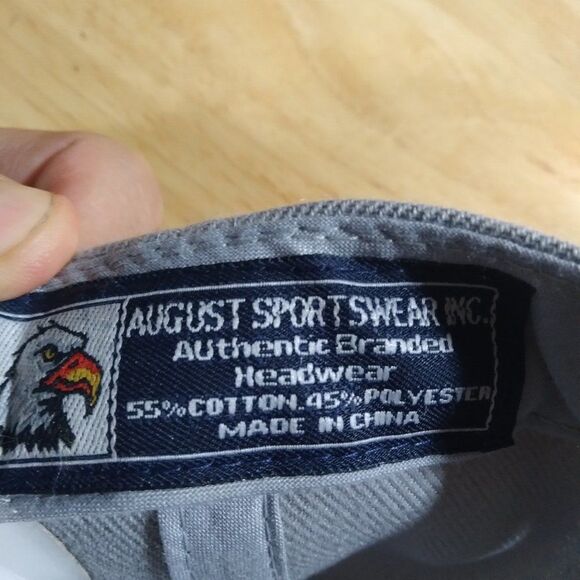 AUGUST SPORTSWEAR INC.
Authentic Branded
Headwear
55%COTTON.45%POLYESTER
MADE IN CHINA